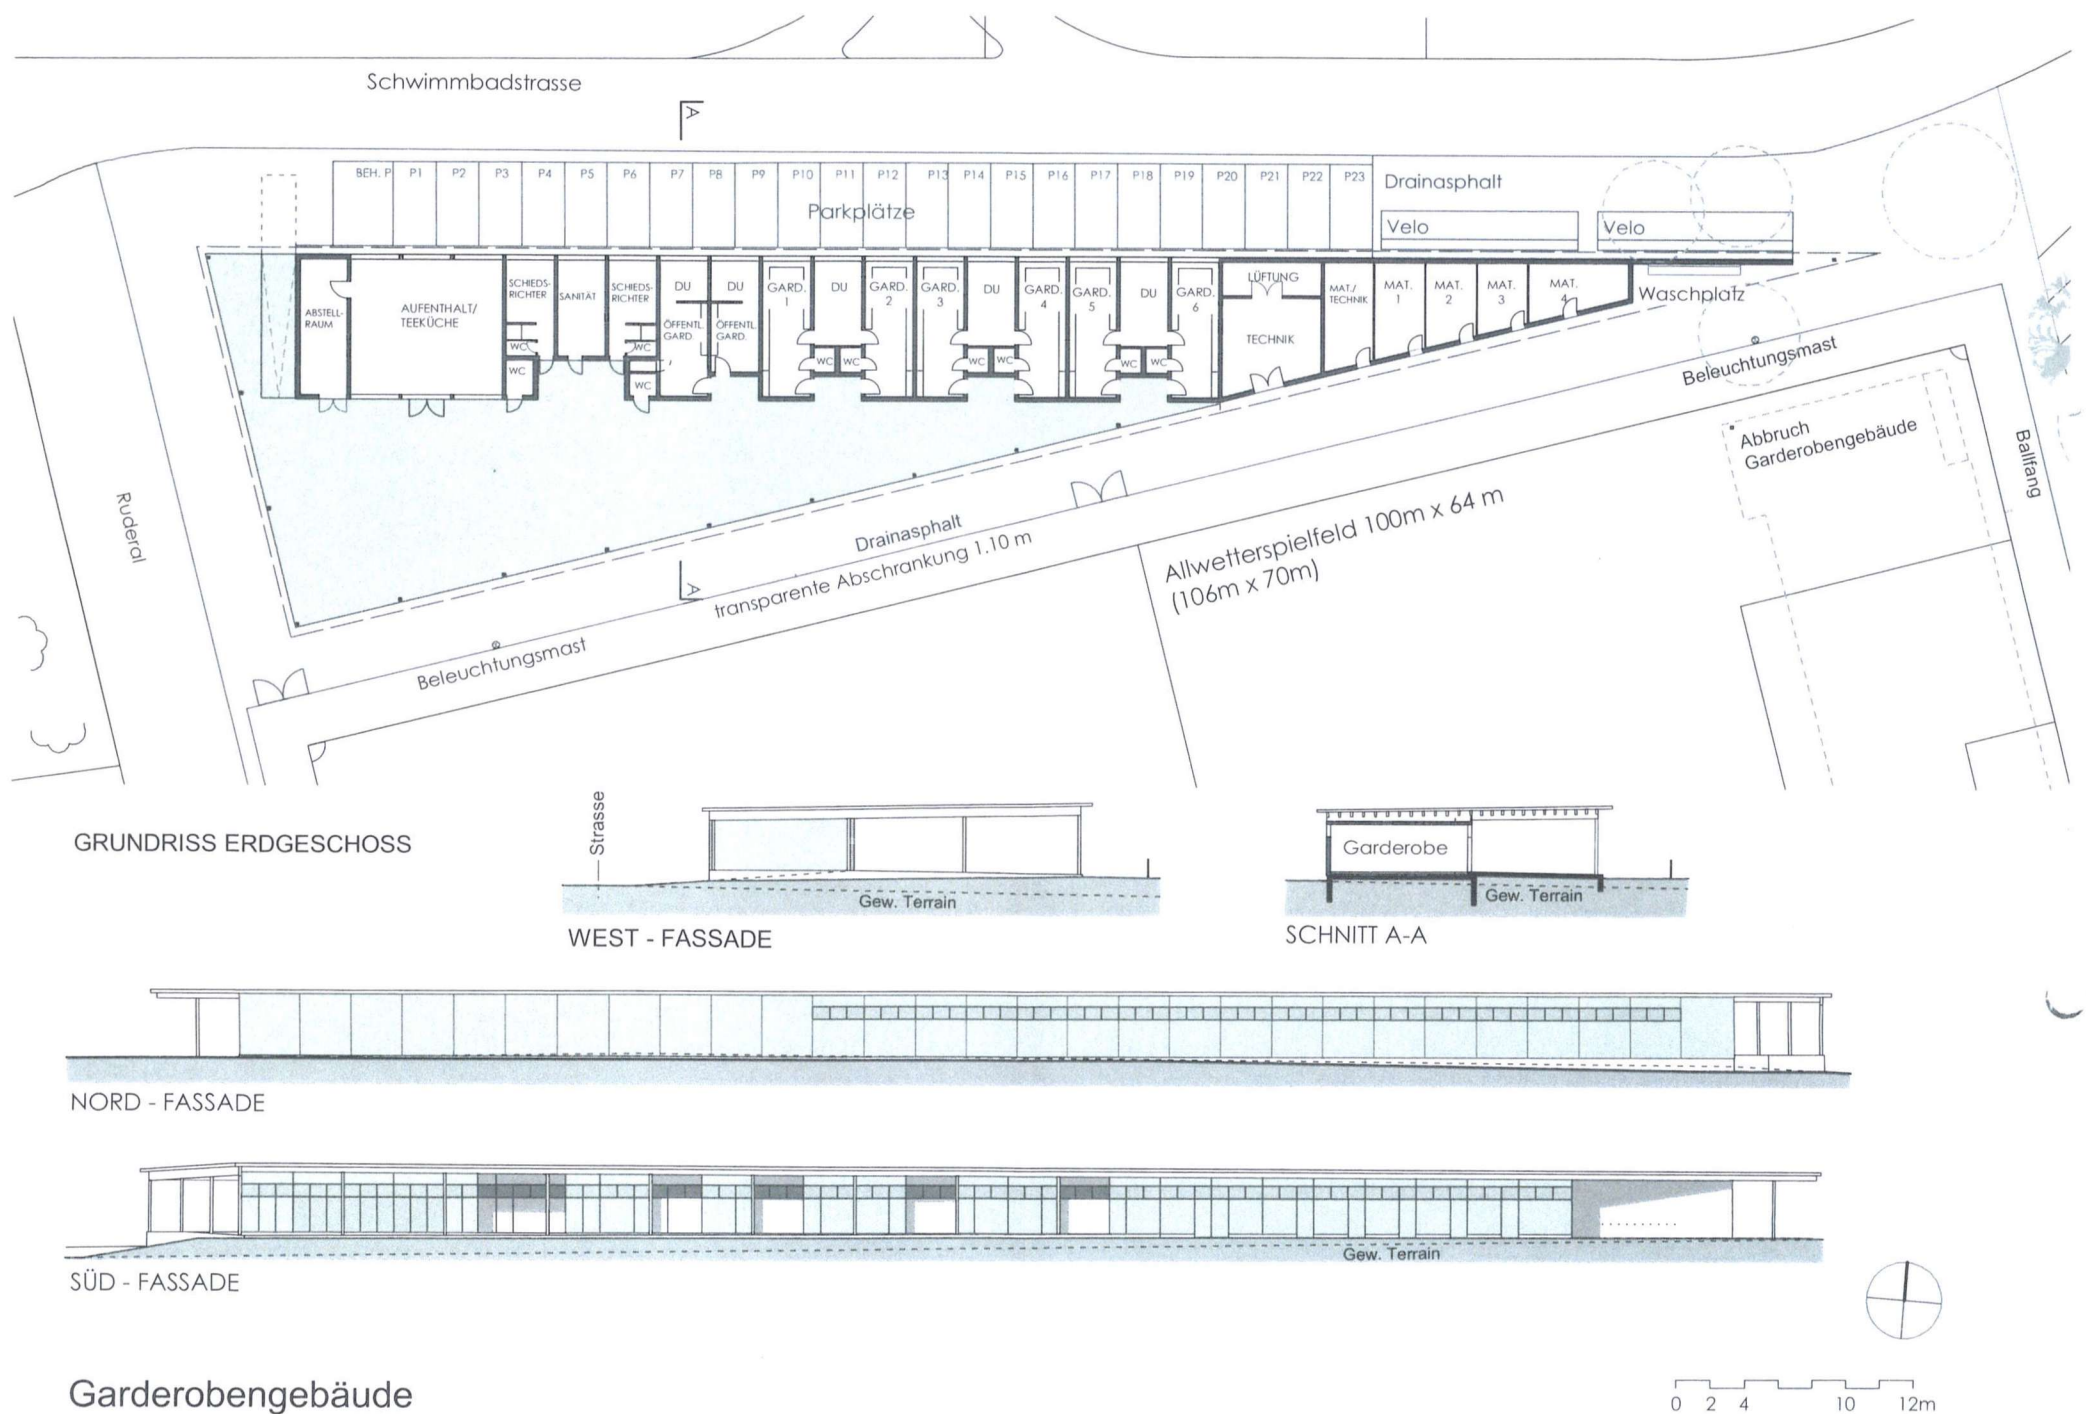 Schwimmbadstrasse
A
BEH. P P1 P2 P3 P4 P5 P6 P7 P8 P9 P10 P11 P12 P13 P14 P15 P16 P17 P18 P19 P20 P21 P22 P23
Drainasphalt
Parkplätze
Velo
Velo
ABSTELL-
RAUM
AUFENTHALT/
TEEKÜCHE
SCHIEDS-
RICHTER
WC
WC
SANITÄT
SCHIEDS-
RICHTER
WC
WC
DU
ÖFFENTL.
GARD.
DU
ÖFFENTL.
GARD.
GARD.
1
DU
WC
WC
GARD.
2
GARD.
3
DU
WC
WC
GARD.
4
GARD.
5
DU
WC
WC
GARD.
6
LÜFTUNG
TECHNIK
MAT./
TECHNIK
MAT.
1
MAT.
2
MAT.
3
MAT.
4
Waschplatz
Beleuchtungsmast
Abbruch
Garderobengebäude
Ballfang
Ruderal
Drainasphalt
transparente Abschrankung 1.10 m
A
Allwetterspielfeld 100m x 64 m
(106m x 70m)
Beleuchtungsmast
GRUNDRISS ERDGESCHOSS
Strasse
Gew. Terrain
WEST - FASSADE
Garderobe
Gew. Terrain
SCHNITT A-A
NORD - FASSADE
Gew. Terrain
SÜD - FASSADE
Garderobengebäude
0 2 4 10 12m